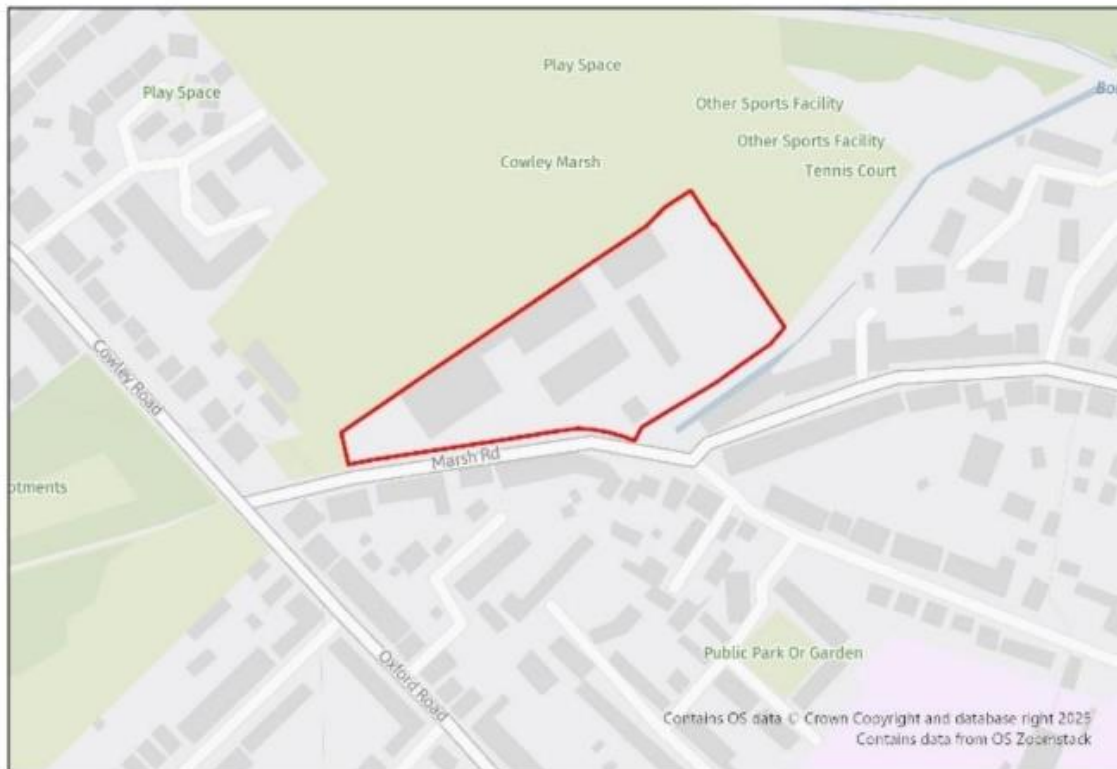 Play Space
Play Space
Other Sports Facility
Bo
Other Sports Facility
Cowley Marsh
Tennis Court
Cowley Road
Marsh Rd
otments
Oxford Road
Public Park Or Garden
Contains OS data © Crown Copyright and database right 2025
Contains data from OS Zoomstack